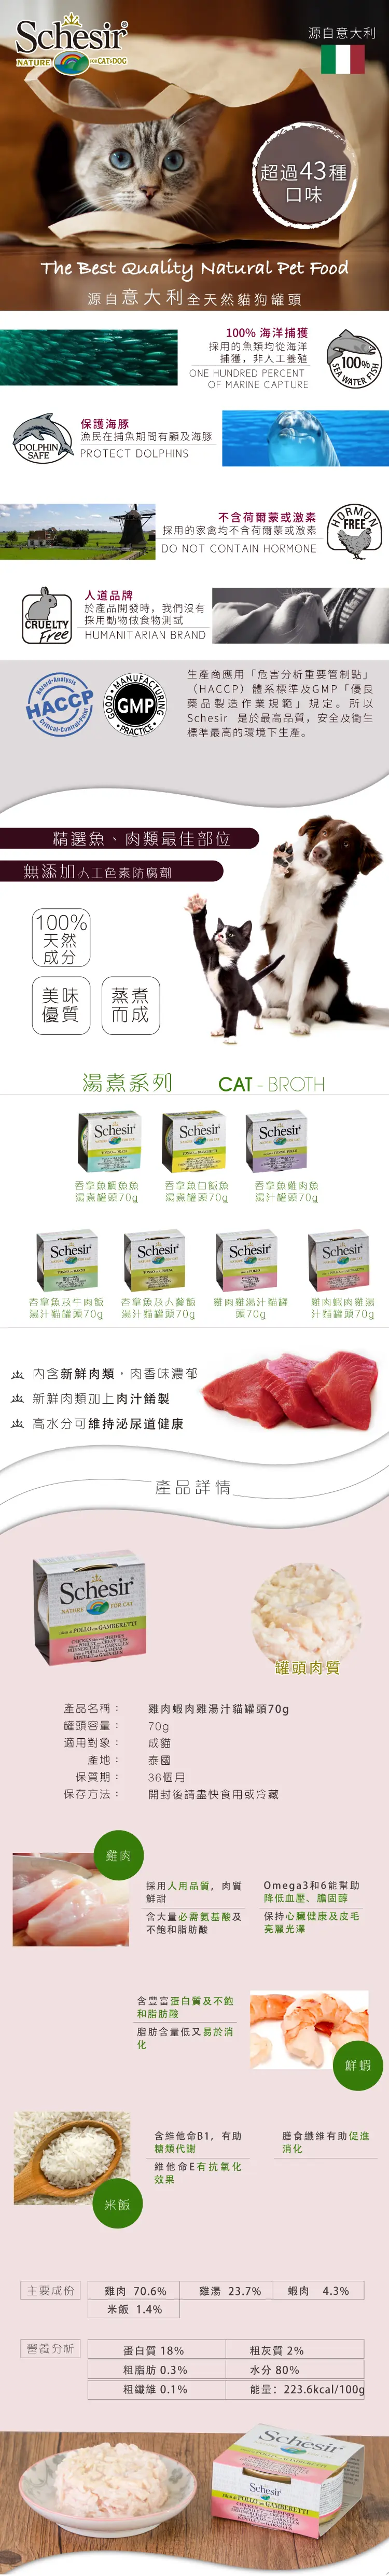 Schesir
NATURE FOR CAT & DOG
源自意大利
超過43種
口味
The Best Quality Natural Pet Food
源自意大利全天然貓狗罐頭
100% 海洋捕獲
採用的魚類均從海洋
捕獲，非人工養殖
ONE HUNDRED PERCENT
OF MARINE CAPTURE
100%
SEA WATER FISH
DOLPHIN
SAFE
保護海豚
漁民在捕魚期間有顧及海豚
PROTECT DOLPHINS
不含荷爾蒙或激素
採用的家禽均不含荷爾蒙或激素
DO NOT CONTAIN HORMONE
HORMON
FREE
CRUELTY
Free
人道品牌
於產品開發時，我們沒有
採用動物做食物測試
HUMANITARIAN BRAND
Hazard-Analysis
HACCP
Critical-Control-Point
GOOD MANUFACTURING
GMP
PRACTICE
生產商應用「危害分析重要管制點」
（HACCP）體系標準及GMP「優良
藥品製造作業規範」規定。所以
Schesir 是於最高品質，安全及衛生
標準最高的環境下生產。
精選魚、肉類最佳部位
無添加人工色素防腐劑
100%
天然
成分
美味
優質
蒸煮
而成
湯煮系列 CAT - BROTH
Schesir
Schesir
Schesir
吞拿魚鯛魚魚
湯煮罐頭70g
吞拿魚白飯魚
湯煮罐頭70g
吞拿魚雞肉魚
湯汁罐頭70g
Schesir
Schesir
Schesir
Schesir
吞拿魚及牛肉飯
湯汁貓罐頭70g
吞拿魚及人蔘飯
湯汁貓罐頭70g
雞肉雞湯汁貓罐
頭70g
雞肉蝦肉雞湯
汁貓罐頭70g
內含新鮮肉類，肉香味濃郁
新鮮肉類加上肉汁餚製
高水分可維持泌尿道健康
產品詳情
Schesir
NATURE FOR CAT
Filetti di POLLO con GAMBERETTI
罐頭肉質
產品名稱： 雞肉蝦肉雞湯汁貓罐頭70g
罐頭容量： 70g
適用對象： 成貓
產地： 泰國
保質期： 36個月
保存方法： 開封後請盡快食用或冷藏
雞肉
採用人用品質，肉質
鮮甜
含大量必需氨基酸及
不飽和脂肪酸
Omega3和6能幫助
降低血壓、膽固醇
保持心臟健康及皮毛
亮麗光澤
含豐富蛋白質及不飽
和脂肪酸
脂肪含量低又昜於消
化
鮮蝦
米飯
含維他命B1，有助
糖類代謝
維他命E有抗氧化
效果
膳食纖維有助促進
消化
主要成份
雞肉 70.6% 雞湯 23.7% 蝦肉 4.3%
米飯 1.4%
營養分析
蛋白質 18% 粗灰質 2%
粗脂肪 0.3% 水分 80%
粗纖維 0.1% 能量：223.6kcal/100g
Schesir
POLLO con GAMBERETTI